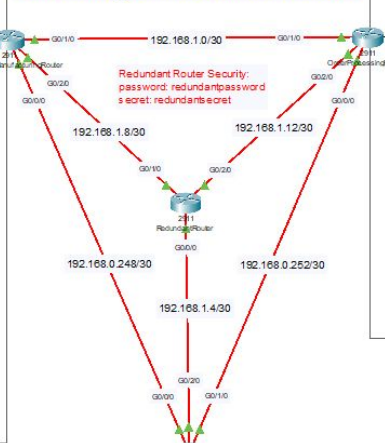 G0/1/0
192.168.1.0/30
G0/1/0
2911
G0/2/0
Redundant Router Security:
password: redundantpassword
secret: redundantsecret
G0/2/0
G0/0/0
G0/0/0
192.168.1.8/30
192.168.1.12/30
G0/1/0
G0/2/0
2911
RedundantRouter
G0/0/0
192.168.0.248/30
192.168.0.252/30
192.168.1.4/30
G0/2/0
G0/0/0
G0/1/0